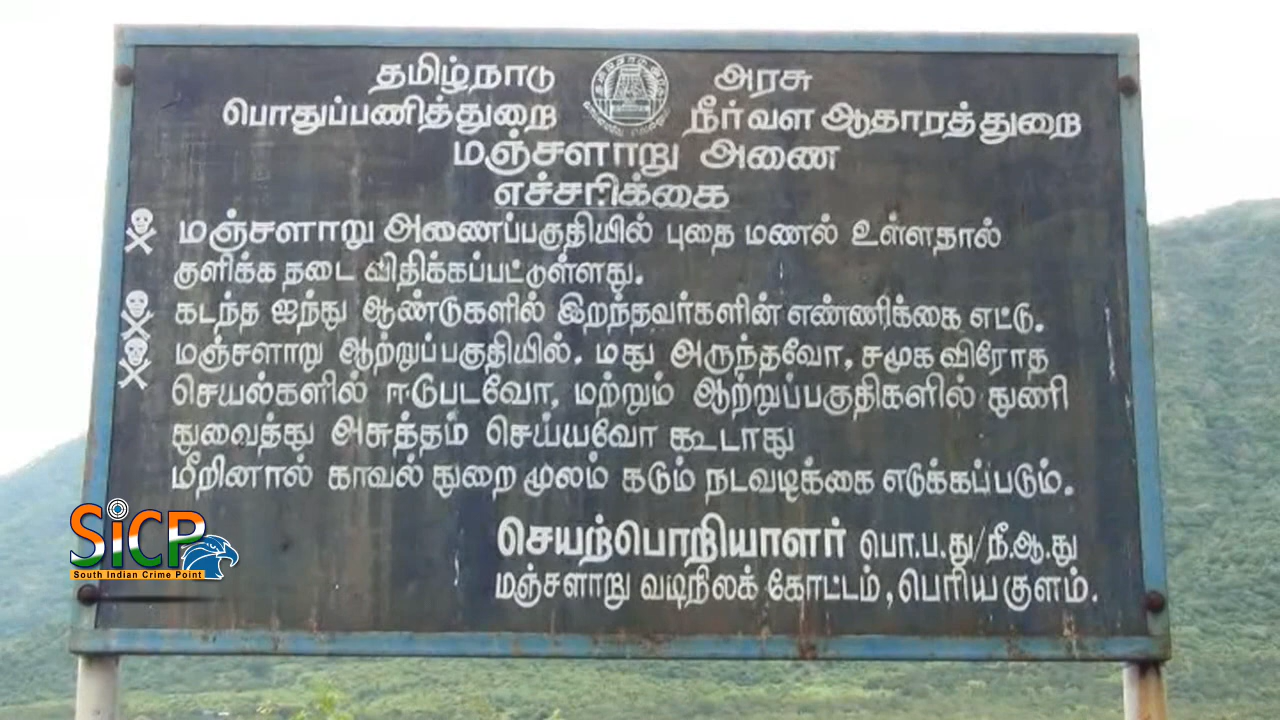 தமிழ்நாடு அரசு
பொதுப்பணித்துறை நீர்வள ஆதாரத்துறை
மஞ்சளாறு அணை
எச்சரிக்கை
மஞ்சளாறு அணைப்பகுதியில் புதை மணல் உள்ளதால்
குளிக்க தடை விதிக்கப்பட்டுள்ளது.
கடந்த ஐந்து ஆண்டுகளில் இறந்தவர்களின் எண்ணிக்கை எட்டு.
மஞ்சளாறு ஆற்றுப்பகுதியில். மது அருந்தவோ, சமூக விரோத
செயல்களில் ஈடுபடவோ, மற்றும் ஆற்றுப்பகுதிகளில் துணி
துவைத்து அசுத்தம் செய்யவோ கூடாது
மீறினால் காவல் துறை மூலம் கடும் நடவடிக்கை எடுக்கப்படும்.
செயற்பொறியாளர் பொ.ப.து/நீ.ஆ.து
மஞ்சளாறு வடிநிலக் கோட்டம், பெரிய குளம்.
SiCP
South Indian Crime Point